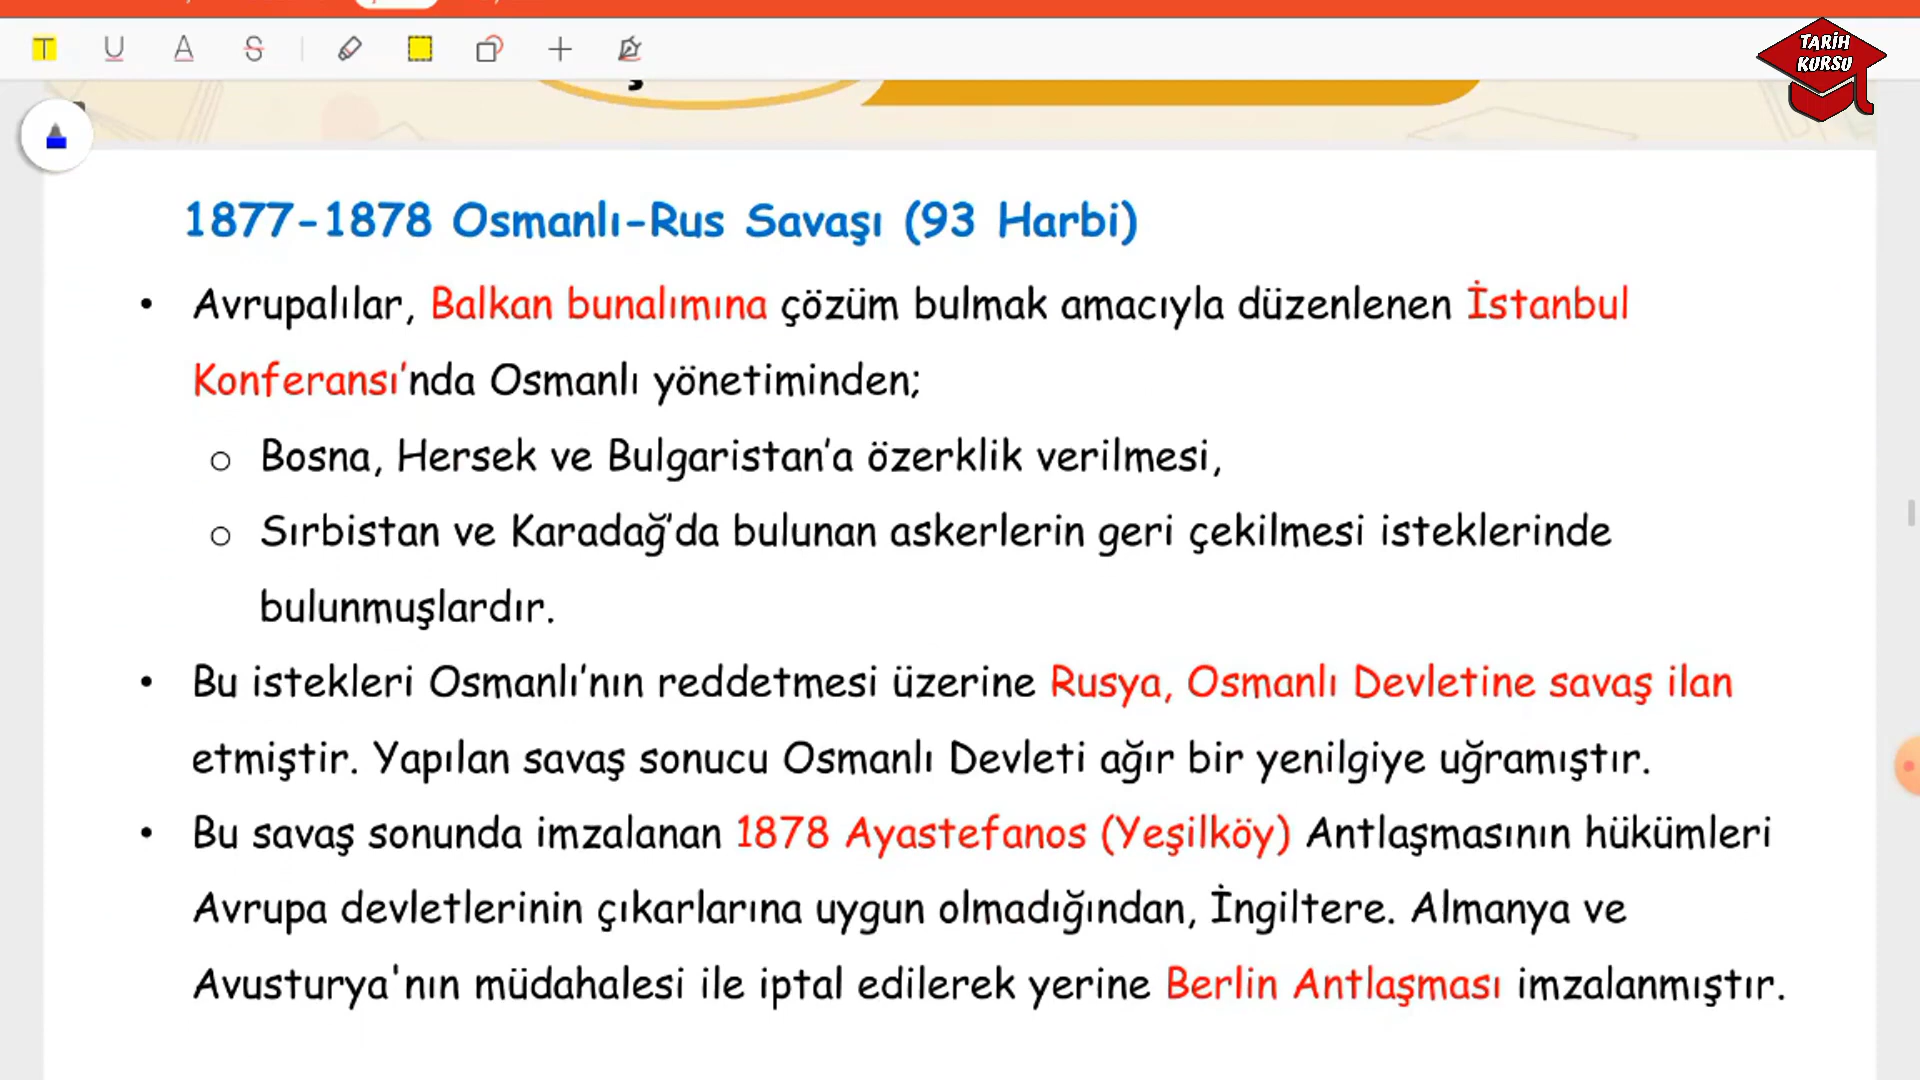 TARİH
KURSU
1877-1878 Osmanlı-Rus Savaşı (93 Harbi)
• Avrupalılar, Balkan bunalımına çözüm bulmak amacıyla düzenlenen İstanbul
Konferansı’nda Osmanlı yönetiminden;
o Bosna, Hersek ve Bulgaristan’a özerklik verilmesi,
o Sırbistan ve Karadağ’da bulunan askerlerin geri çekilmesi isteklerinde
bulunmuşlardır.
• Bu istekleri Osmanlı’nın reddetmesi üzerine Rusya, Osmanlı Devletine savaş ilan
etmiştir. Yapılan savaş sonucu Osmanlı Devleti ağır bir yenilgiye uğramıştır.
• Bu savaş sonunda imzalanan 1878 Ayastefanos (Yeşilköy) Antlaşmasının hükümleri
Avrupa devletlerinin çıkarlarına uygun olmadığından, İngiltere. Almanya ve
Avusturya'nın müdahalesi ile iptal edilerek yerine Berlin Antlaşması imzalanmıştır.